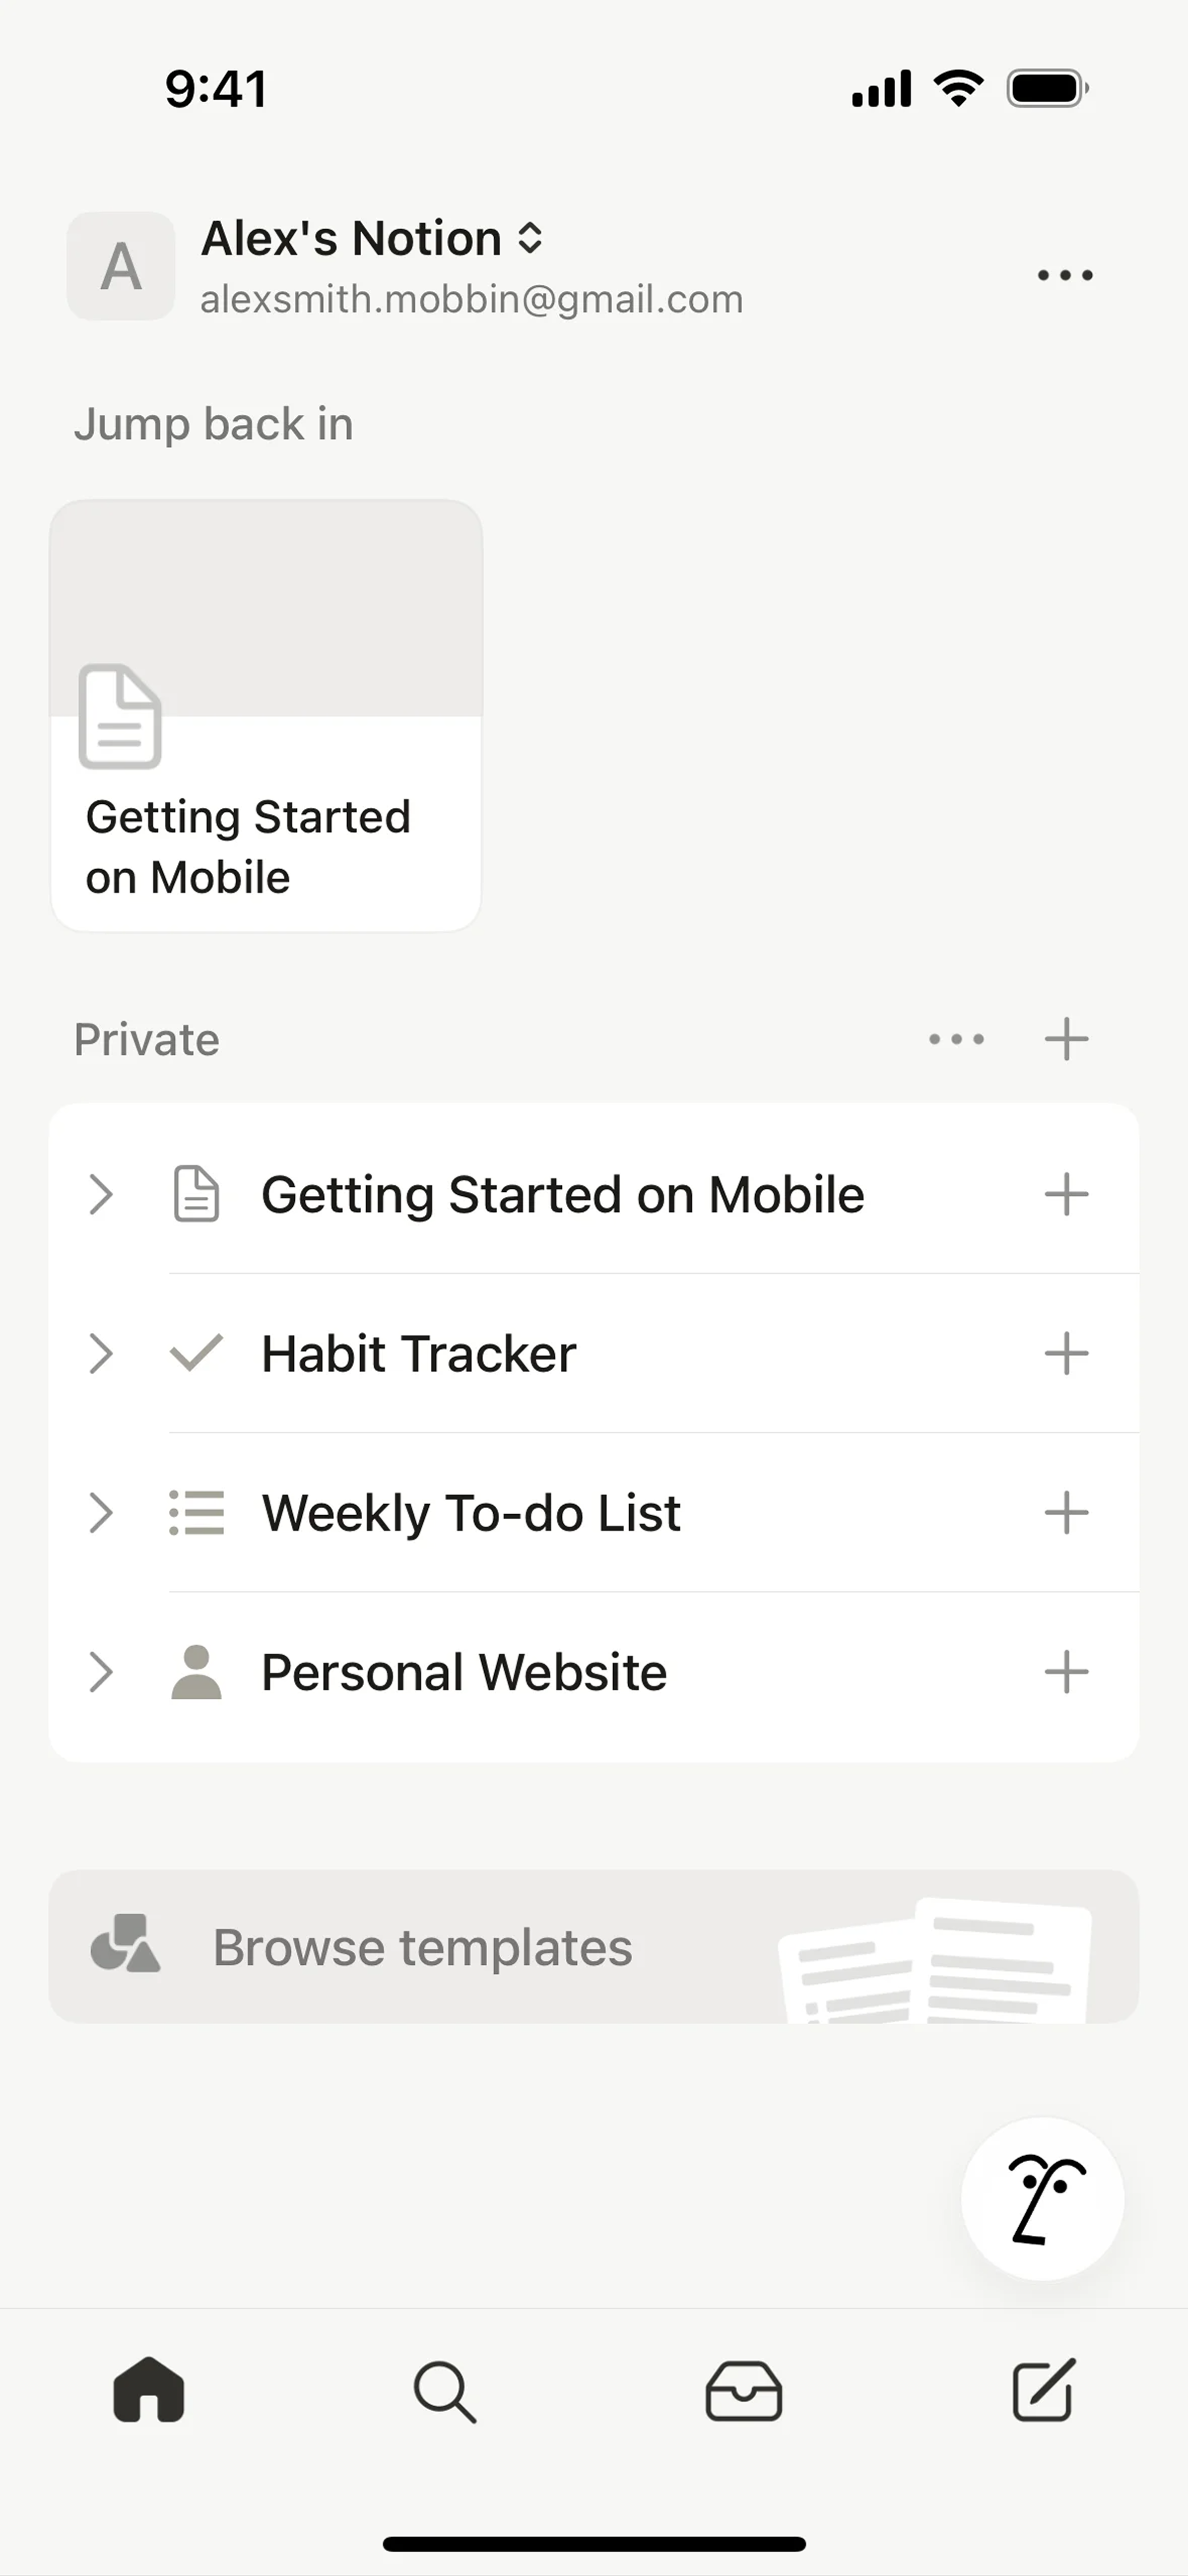 9:41
A
Alex's Notion
alexsmith.mobbin@gmail.com
Jump back in
Getting Started
on Mobile
Private
Getting Started on Mobile
Habit Tracker
Weekly To-do List
Personal Website
Browse templates